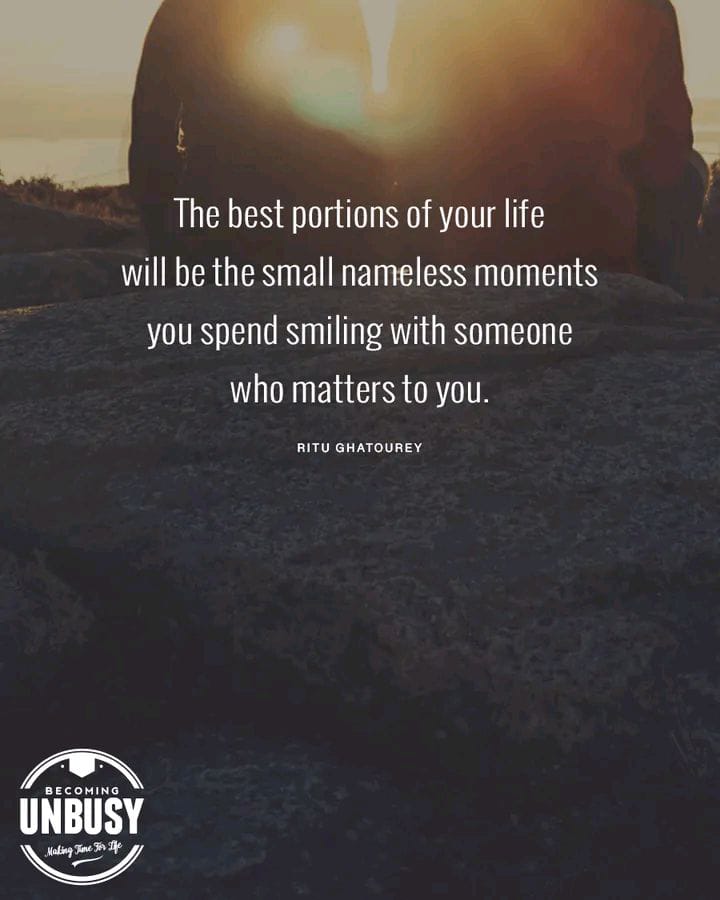 The best portions of your life
will be the small nameless moments
you spend smiling with someone
who matters to you.
RITU GHATOUREY
BECOMING
UNBUSY
Making Time For Life